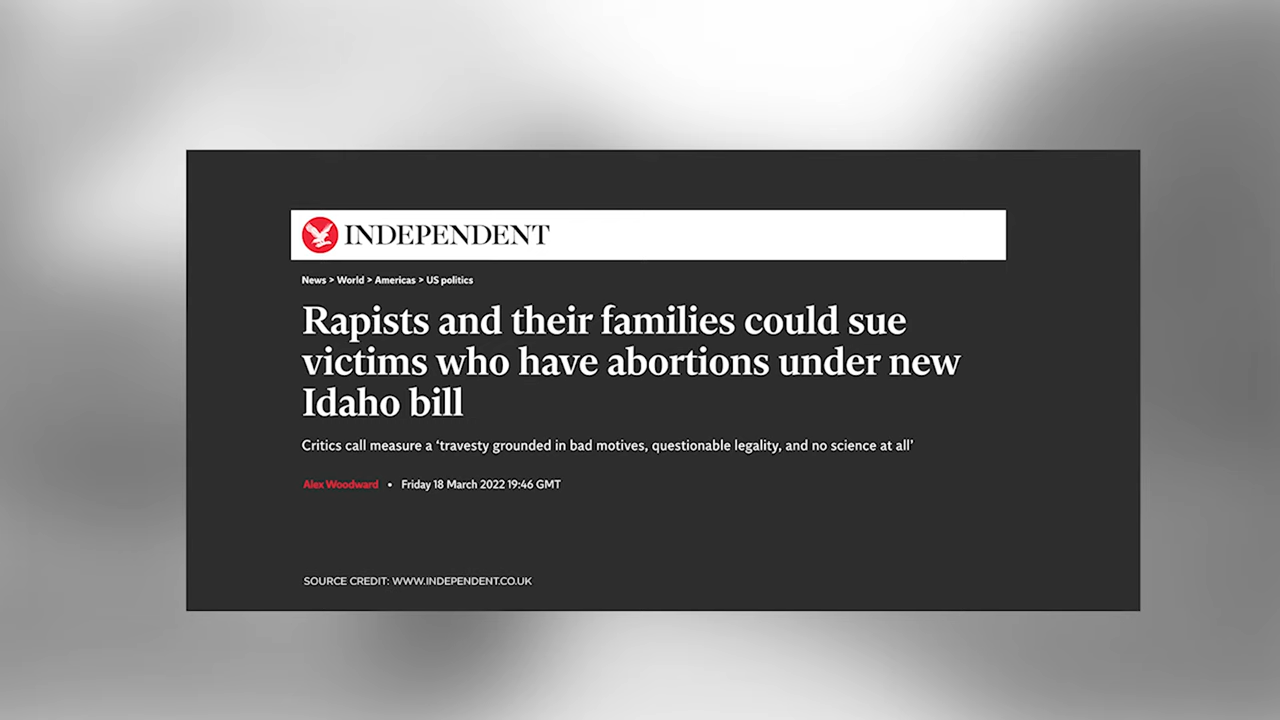 INDEPENDENT
News > World > Americas > US politics
Rapists and their families could sue
victims who have abortions under new
Idaho bill
Critics call measure a ‘travesty grounded in bad motives, questionable legality, and no science at all’
Alex Woodward • Friday 18 March 2022 19:46 GMT
SOURCE CREDIT: WWW.INDEPENDENT.CO.UK